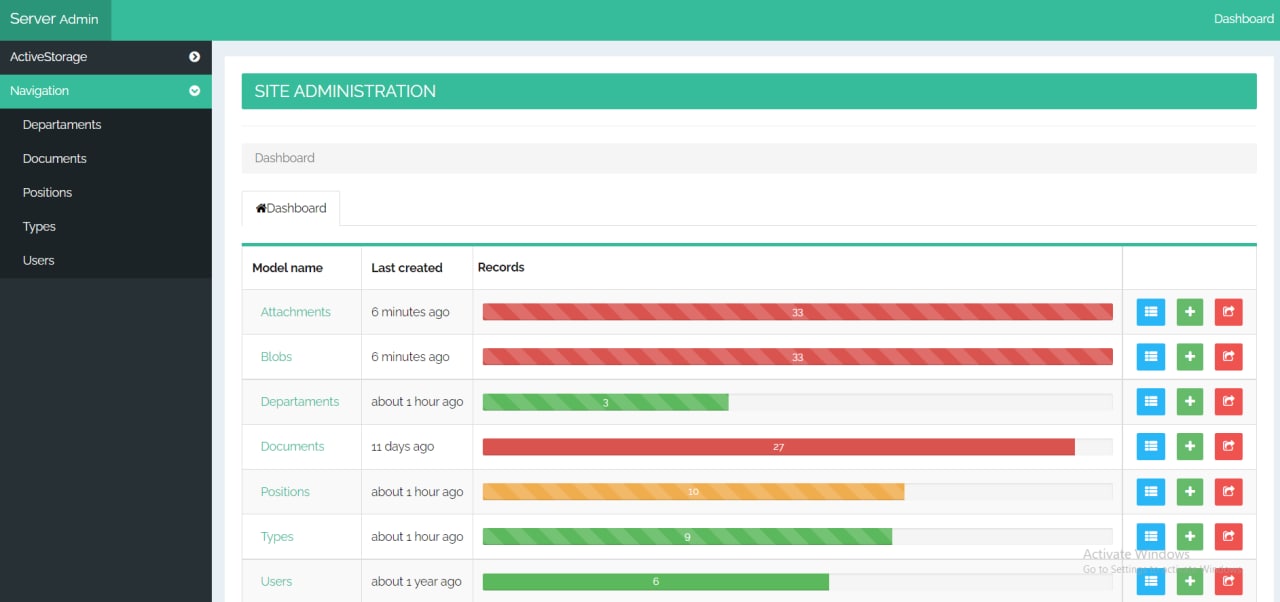 Server Admin
Dashboard
ActiveStorage
Navigation
Departaments
Documents
Positions
Types
Users
SITE ADMINISTRATION
Dashboard
Dashboard
Model name Last created Records
Attachments 6 minutes ago 33
Blobs 6 minutes ago 33
Departaments about 1 hour ago 3
Documents 11 days ago 27
Positions about 1 hour ago 10
Types about 1 hour ago 9
Users about 1 year ago 6
Activate Windows
Go to Settings to activate Windows.